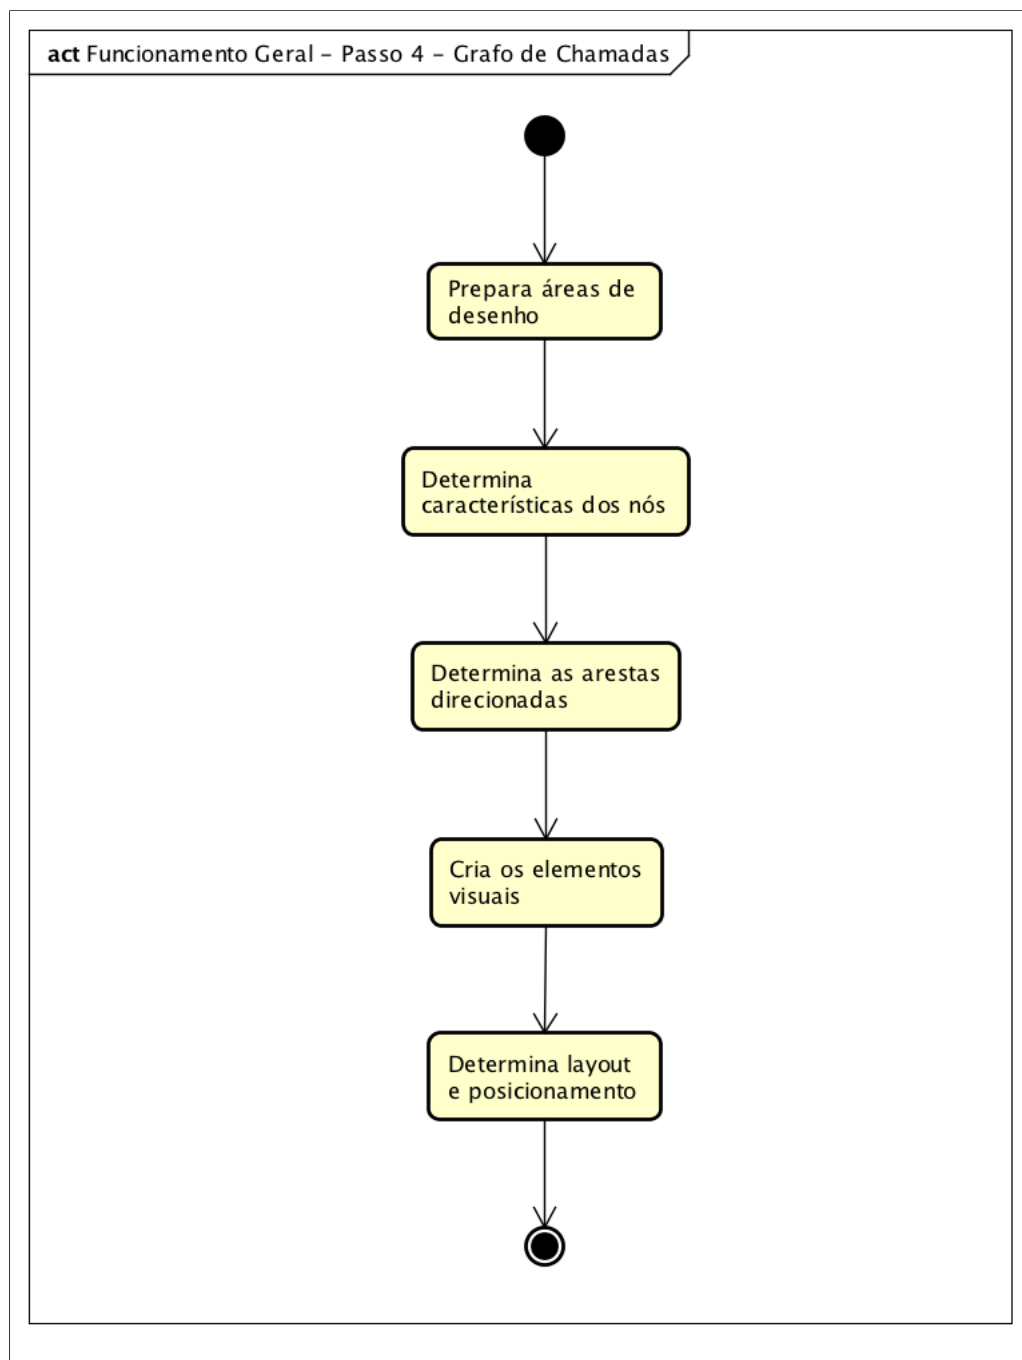 act Funcionamento Geral – Passo 4 – Grafo de Chamadas
Prepara áreas de
desenho
Determina
características dos nós
Determina as arestas
direcionadas
Cria os elementos
visuais
Determina layout
e posicionamento